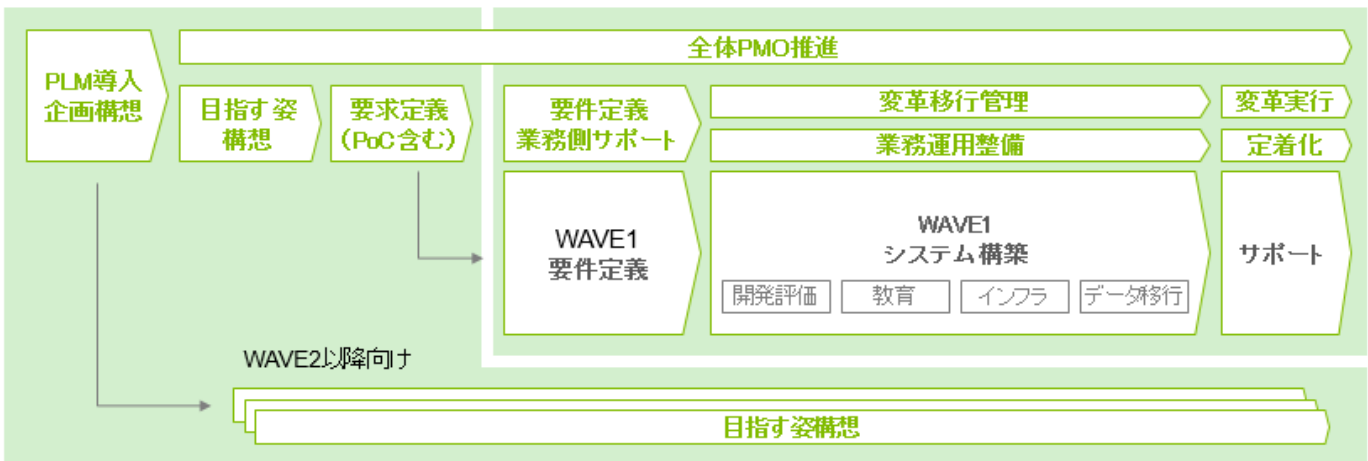 全体PMO推進
PLM導入
企画構想
目指す姿
構想
要求定義
(PoC含む)
要件定義
業務側サポート
変革移行管理
変革実行
業務運用整備
定着化
WAVE1
要件定義
WAVE1
システム構築
開発評価
教育
インフラ
データ移行
サポート
WAVE2以降向け
目指す姿構想